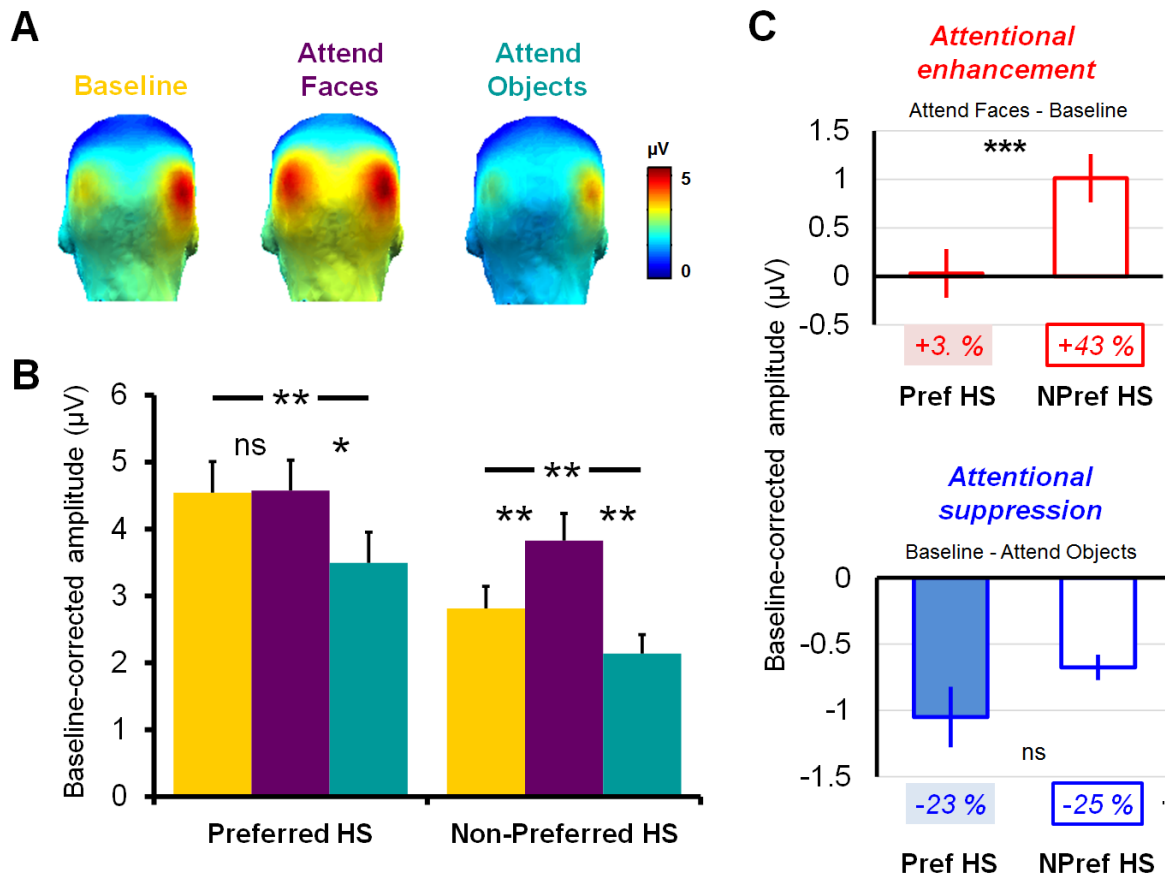 A
Baseline
Attend
Faces
Attend
Objects
µV
5
0
B
Baseline-corrected amplitude (µV)
6
5
4
3
2
1
0
**
ns
*
**
**
**
Preferred HS
Non-Preferred HS
C
Attentional
enhancement
Attend Faces - Baseline
Baseline-corrected amplitude (µV)
1.5
1
0.5
0
-0.5
***
+3. %
+43 %
Pref HS
NPref HS
Attentional
suppression
Baseline - Attend Objects
0
-0.5
-1
-1.5
ns
-23 %
-25 %
Pref HS
NPref HS